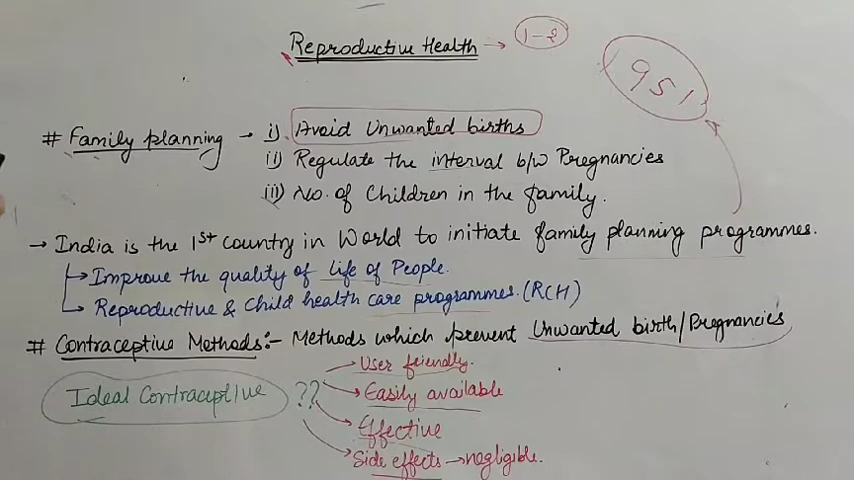 Reproductive Health → 1-2
1951
# Family planning → i) Avoid Unwanted births
ii) Regulate the interval b/w Pregnancies
iii) No. of Children in the family.
→ India is the 1st country in World to initiate family planning programmes.
→ Improve the quality of life of People.
→ Reproductive & Child health care programmes. (RCH)
# Contraceptive Methods:- Methods which prevent Unwanted birth/Pregnancies
Ideal Contraceptive ??
→ User friendly.
→ Easily available
→ Effective
→ Side effects → negligible.